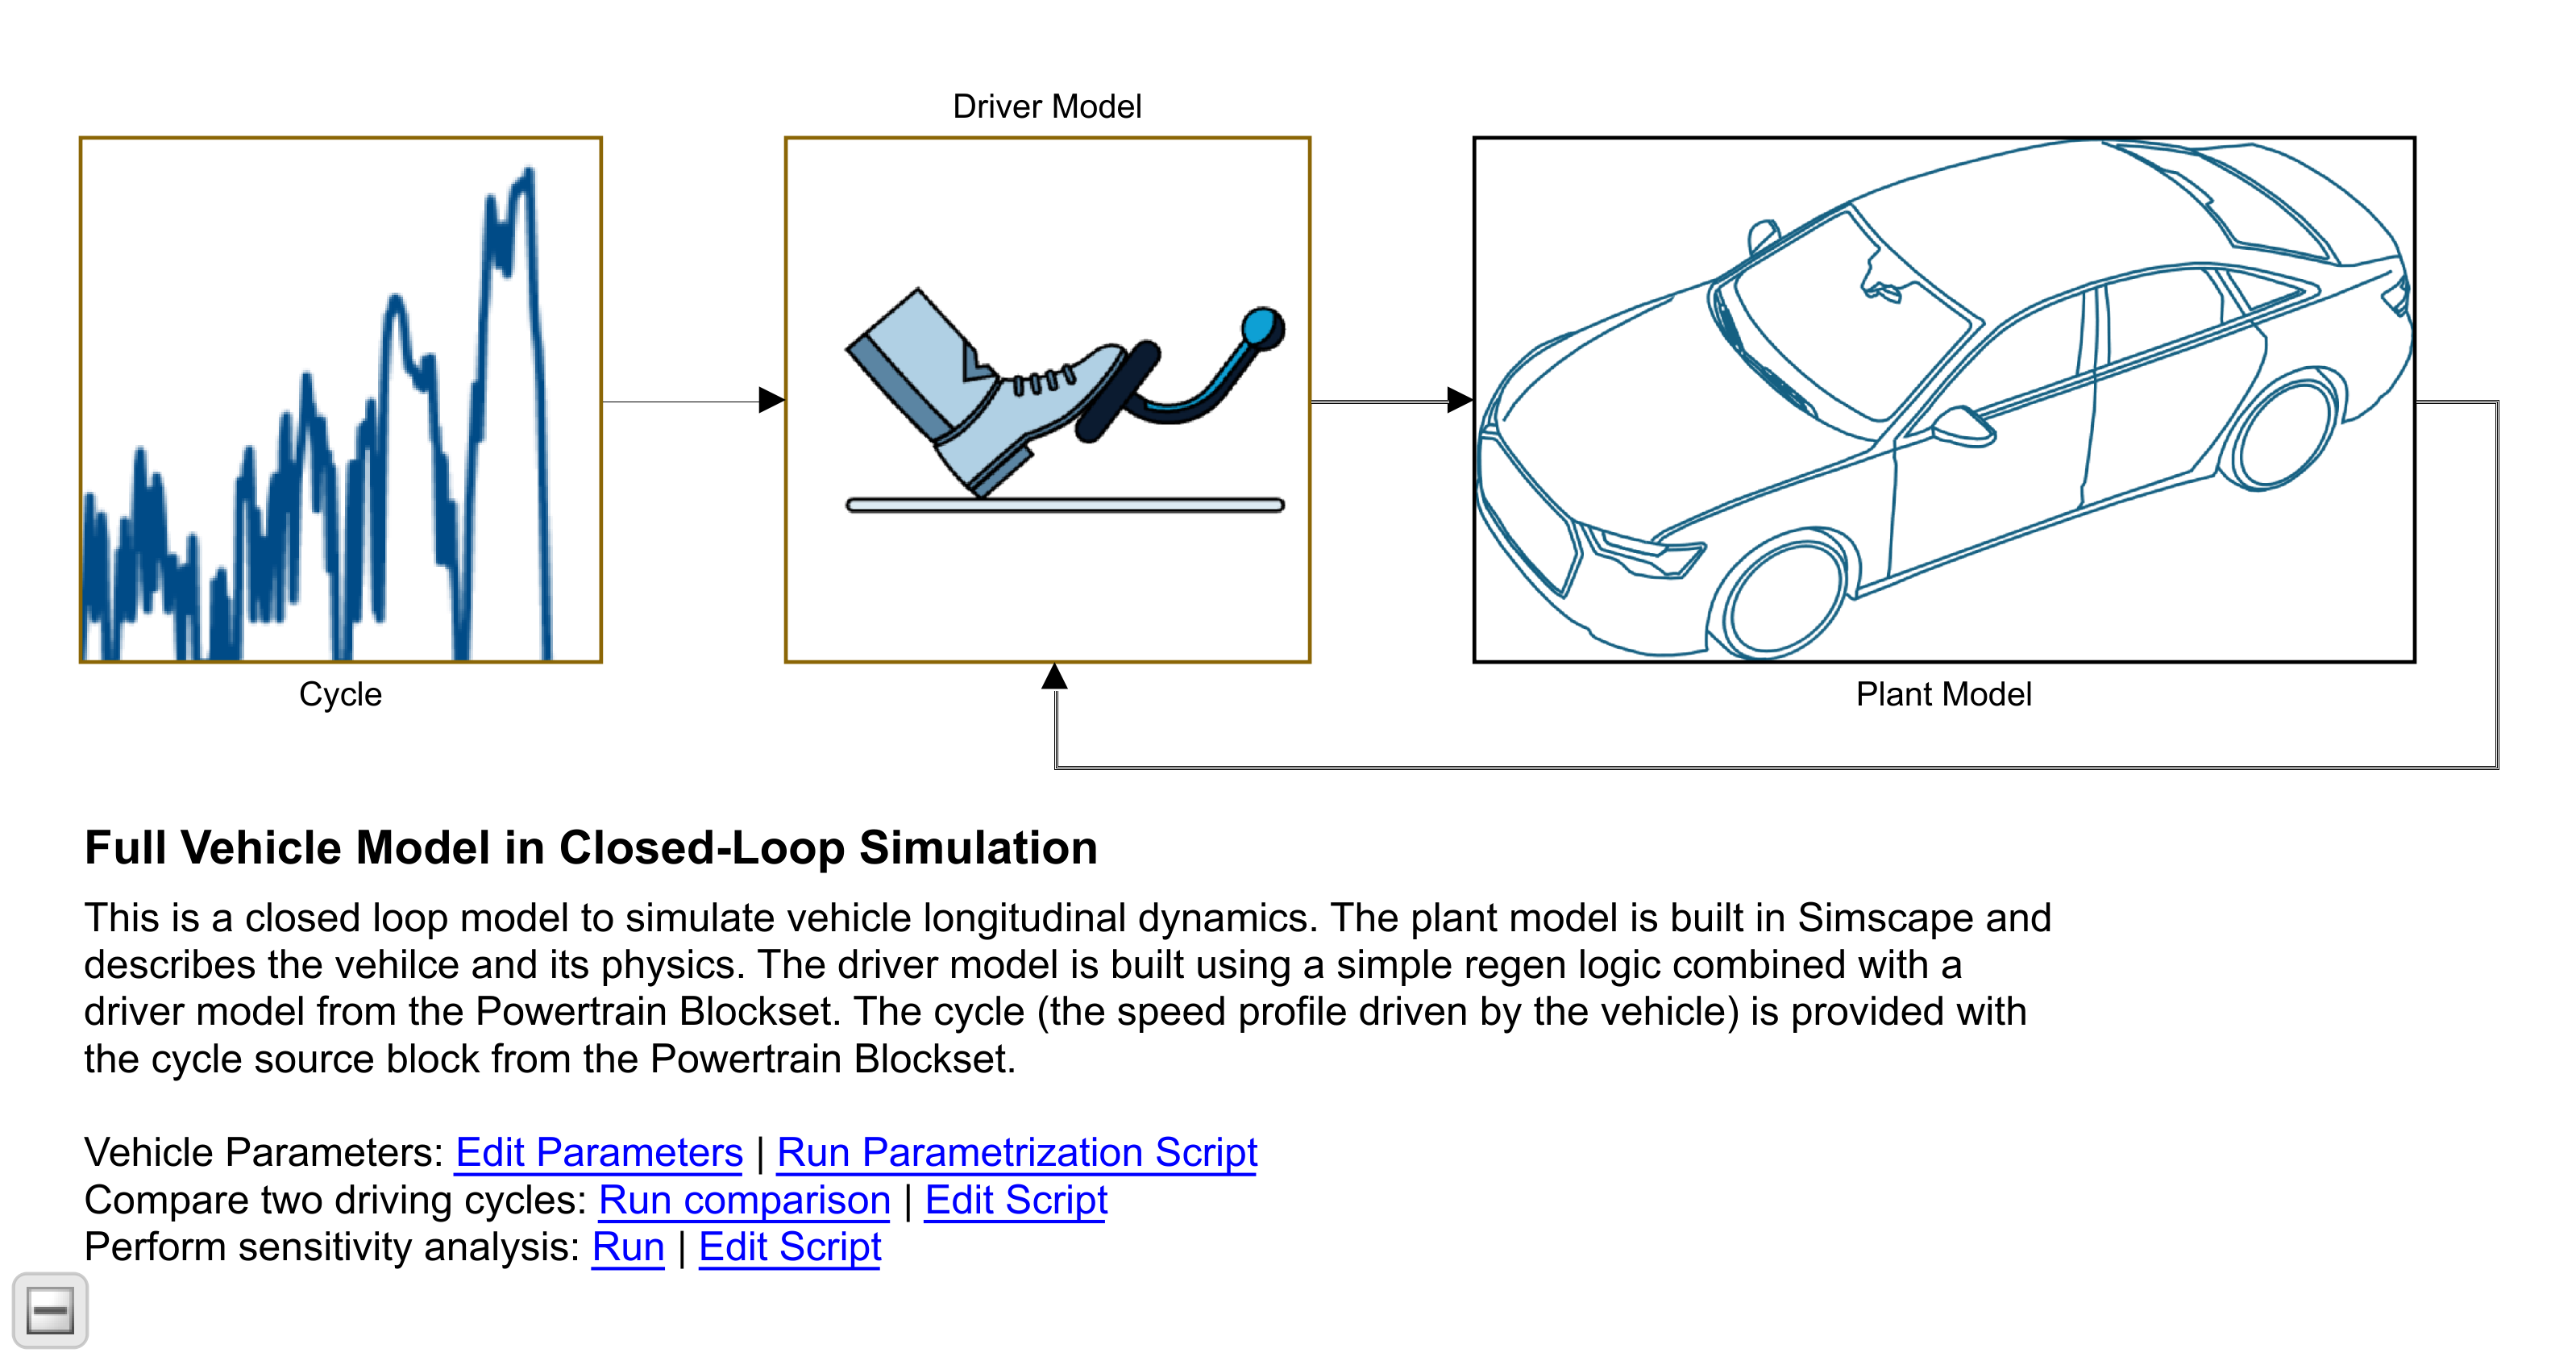 Driver Model
Cycle
Plant Model
Full Vehicle Model in Closed-Loop Simulation
This is a closed loop model to simulate vehicle longitudinal dynamics. The plant model is built in Simscape and
describes the vehilce and its physics. The driver model is built using a simple regen logic combined with a
driver model from the Powertrain Blockset. The cycle (the speed profile driven by the vehicle) is provided with
the cycle source block from the Powertrain Blockset.
Vehicle Parameters: Edit Parameters | Run Parametrization Script
Compare two driving cycles: Run comparison | Edit Script
Perform sensitivity analysis: Run | Edit Script